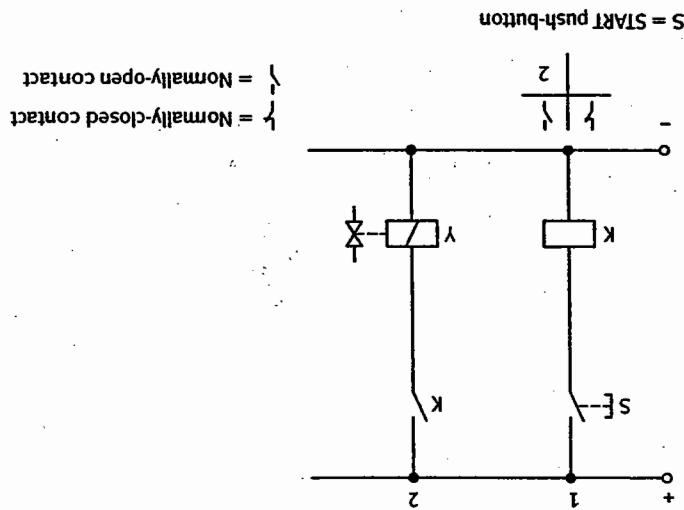 + 1 2
S K
K Y
-
= Normally-closed contact
2 = Normally-open contact
S = START push-button